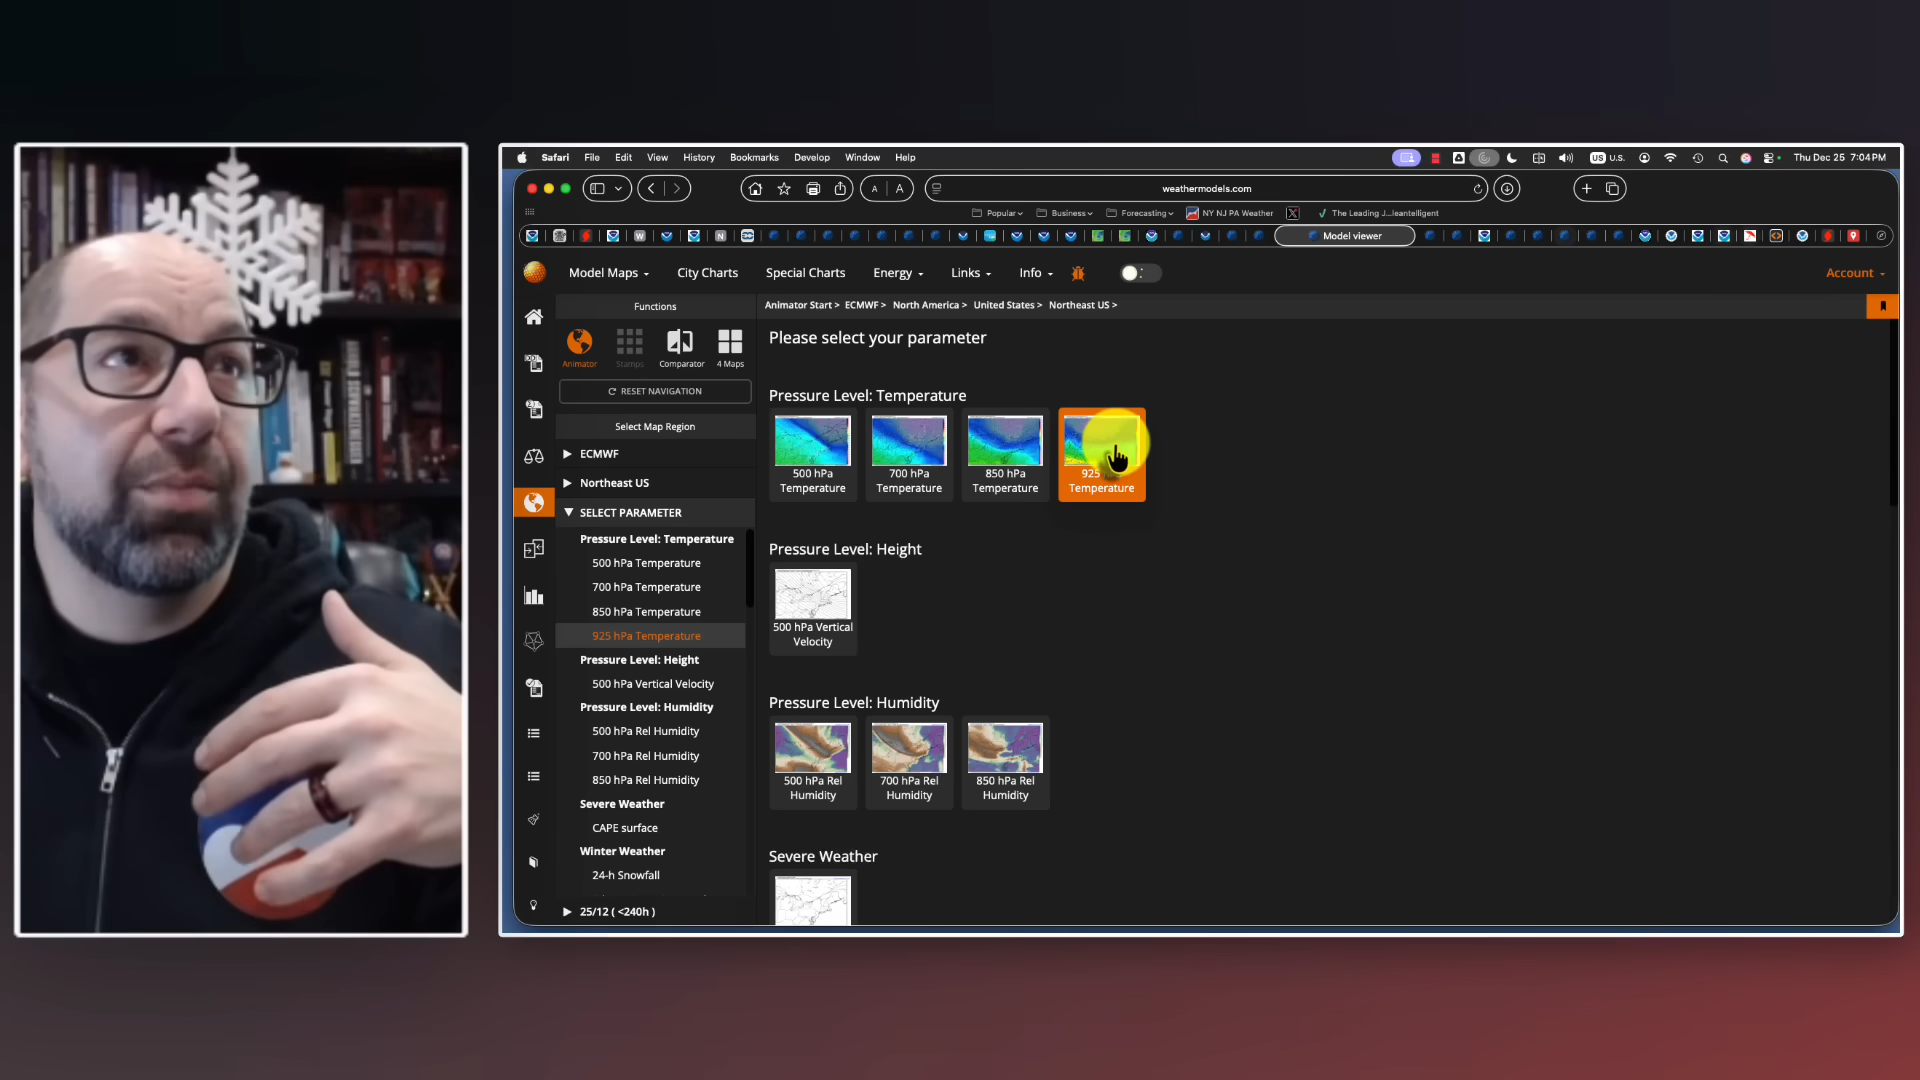 Safari File Edit View History Bookmarks Develop Window Help
US U.S. Thu Dec 25 7:04 PM
A A weathermodels.com
Popular Business Forecasting NY NJ PA Weather The Leading J...leantelligent
Model viewer
Model Maps City Charts Special Charts Energy Links Info Account
Functions
Animator Stamps Comparator 4 Maps
RESET NAVIGATION
Select Map Region
ECMWF
Northeast US
SELECT PARAMETER
Pressure Level: Temperature
500 hPa Temperature
700 hPa Temperature
850 hPa Temperature
925 hPa Temperature
Pressure Level: Height
500 hPa Vertical Velocity
Pressure Level: Humidity
500 hPa Rel Humidity
700 hPa Rel Humidity
850 hPa Rel Humidity
Severe Weather
CAPE surface
Winter Weather
24-h Snowfall
25/12 ( <240h )
Animator Start > ECMWF > North America > United States > Northeast US >
Please select your parameter
Pressure Level: Temperature
500 hPa
Temperature
700 hPa
Temperature
850 hPa
Temperature
925
Temperature
Pressure Level: Height
500 hPa Vertical
Velocity
Pressure Level: Humidity
500 hPa Rel
Humidity
700 hPa Rel
Humidity
850 hPa Rel
Humidity
Severe Weather